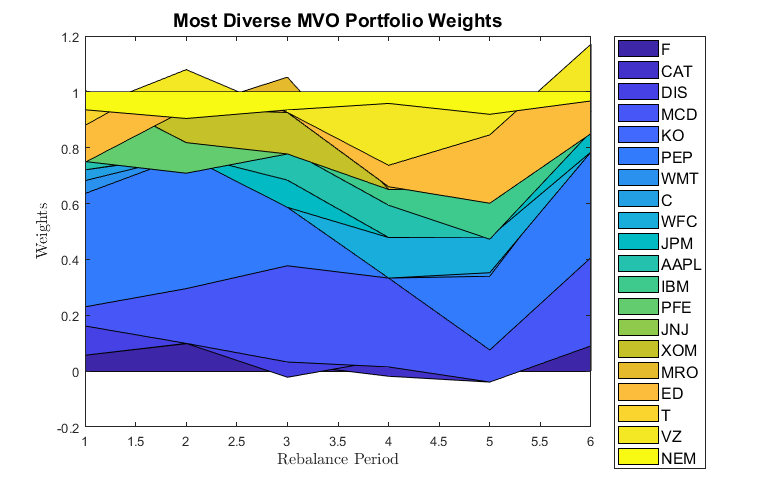 Most Diverse MVO Portfolio Weights
1.2
1
0.8
0.6
0.4
0.2
0
-0.2
Weights
1
1.5
2
2.5
3
3.5
4
4.5
5
5.5
6
Rebalance Period
F
CAT
DIS
MCD
KO
PEP
WMT
C
WFC
JPM
AAPL
IBM
PFE
JNJ
XOM
MRO
ED
T
VZ
NEM